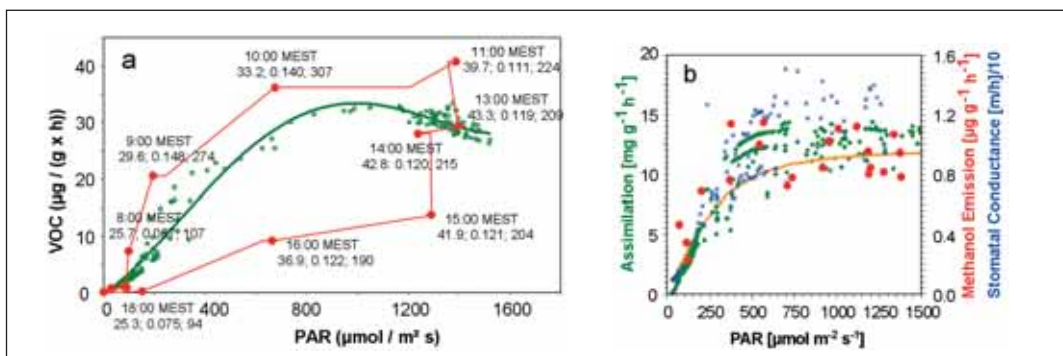 a
VOC (µg / (g x h))
40
30
20
10
0
0
400
800
1200
1600
PAR (µmol / m² s)
8:00 MEST
9:00 MEST
29.6; 0.148; 274
10:00 MEST
33.2; 0.140; 307
11:00 MEST
39.7; 0.111, 224
13:00 MEST
43.3; 0.119; 209
14:00 MEST
42.8; 0.120; 215
15:00 MEST
41.9; 0.121; 204
16:00 MEST
36.9; 0.122; 190
18:00 MEST
25.3; 0.075; 94
b
Assimilation [mg g⁻¹ h⁻¹]
20
15
10
5
0
0
250
500
750
1000
1250
1500
PAR [µmol m⁻² s⁻¹]
1.6
1.2
0.8
0.4
0.0
Methanol Emission [µg g⁻¹ h⁻¹]
Stomatal Conductance [m/h]/10